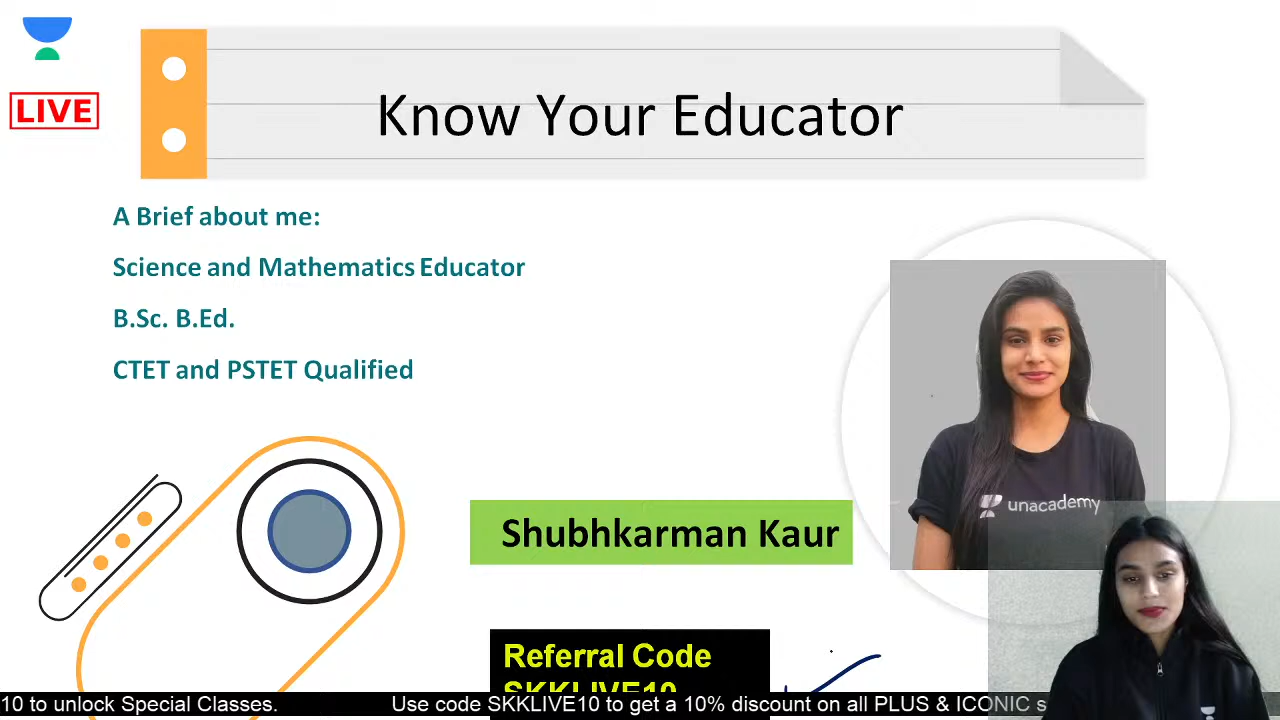 LIVE
Know Your Educator
A Brief about me:
Science and Mathematics Educator
B.Sc. B.Ed.
CTET and PSTET Qualified
unacademy
Shubhkarman Kaur
Referral Code
SKKLIVE10
10 to unlock Special Classes. Use code SKKLIVE10 to get a 10% discount on all PLUS & ICONIC s